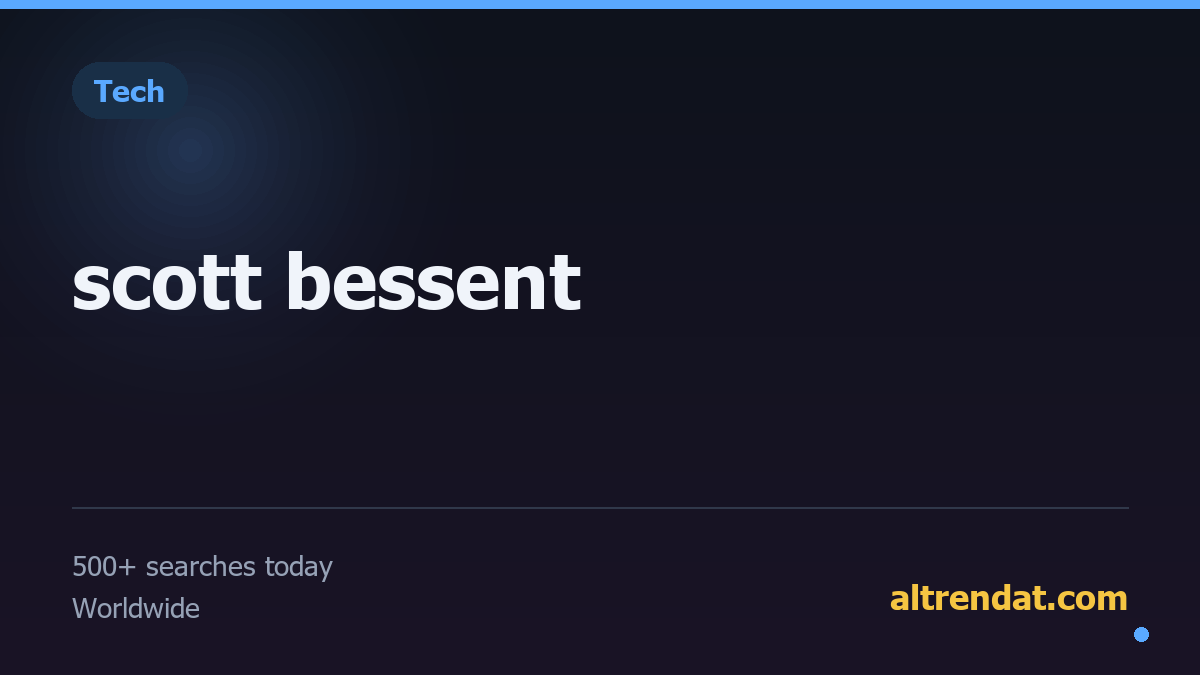 Tech
scott bessent
500+ searches today
Worldwide
altrendat.com